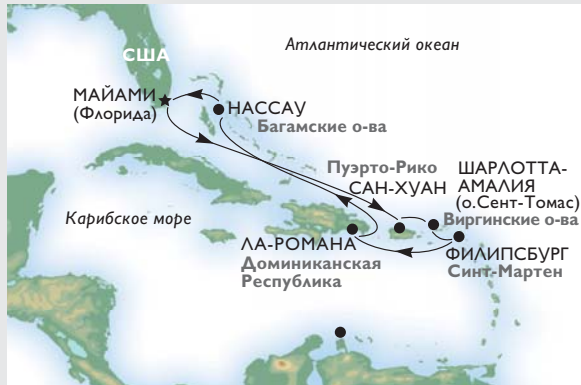 Атлантический океан
США
МАЙАМИ
(Флорида)
НАССАУ
Багамские о-ва
Пуэрто-Рико
САН-ХУАН
ШАРЛОТТА-
АМАЛИЯ
(о.Сент-Томас)
Виргинские о-ва
Карибское море
ЛА-РОМАНА
Доминиканская
Республика
ФИЛИПСБУРГ
Синт-Мартен